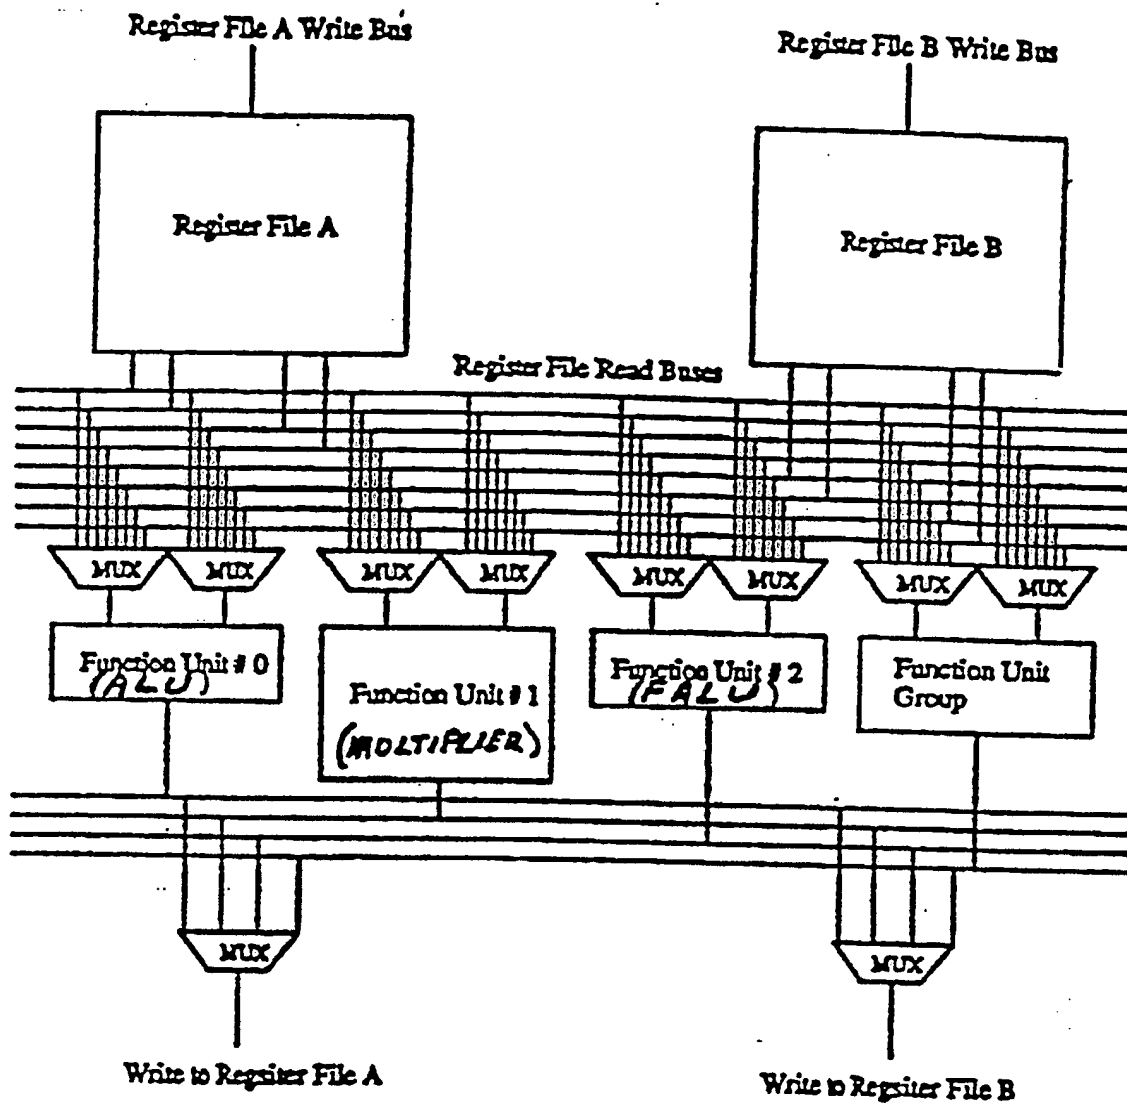 Register File A Write Bus
Register File B Write Bus
Register File A
Register File B
Register File Read Buses
MUX
MUX
MUX
MUX
MUX
MUX
MUX
MUX
Function Unit # 0
(ALU)
Function Unit # 1
(MULTIPLIER)
Function Unit # 2
(FALU)
Function Unit
Group
MUX
MUX
Write to Regsiter File A
Write to Regsiter File B